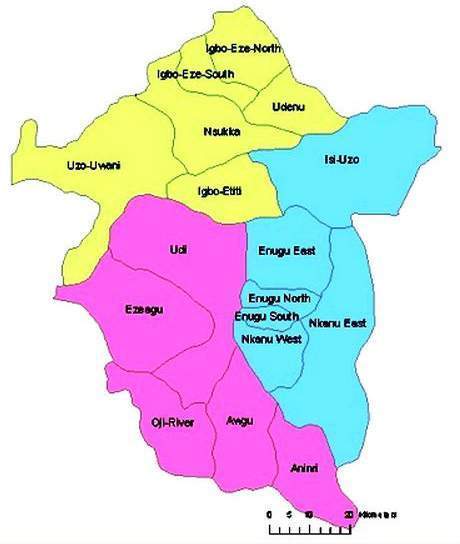 Igbo-Eze-North
Igbo-Eze-South
Udenu
Nsukka
Isi-Uzo
Uzo-Uwani
Igbo-Etiti
Udi
Enugu East
Enugu North
Ezeagu
Enugu South
Nkanu East
Nkanu West
Oji-River
Awgu
Aninri
0 5 10 20 Kilometers